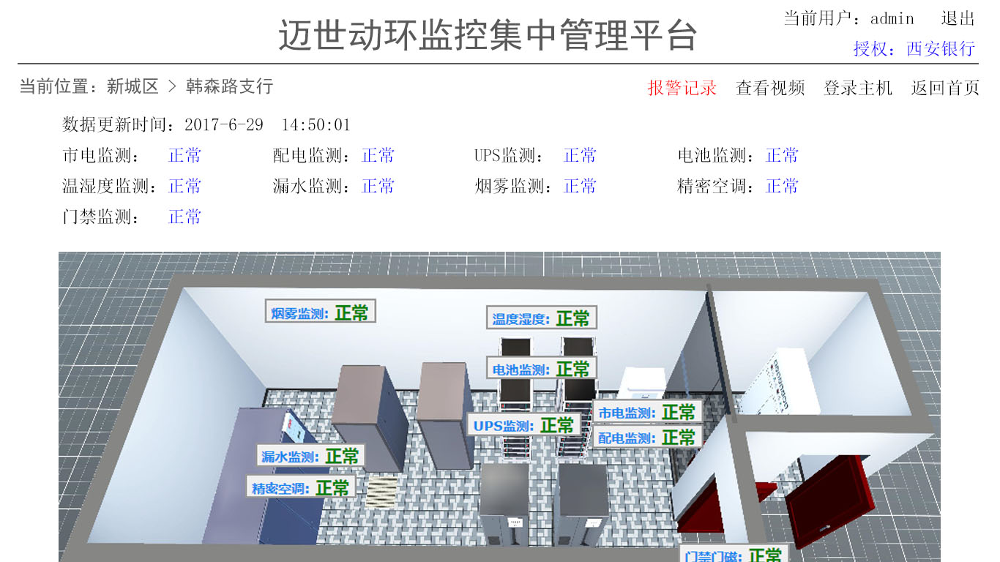 迈世动环监控集中管理平台
当前用户：admin 退出
授权：西安银行
当前位置：新城区 > 韩森路支行
报警记录 查看视频 登录主机 返回首页
数据更新时间：2017-6-29 14:50:01
市电监测： 正常 配电监测：正常 UPS监测： 正常 电池监测：正常
温湿度监测：正常 漏水监测：正常 烟雾监测：正常 精密空调：正常
门禁监测： 正常
烟雾监测: 正常
温度湿度: 正常
电池监测: 正常
市电监测: 正常
UPS监测: 正常
配电监测: 正常
漏水监测: 正常
精密空调: 正常
门禁门磁: 正常